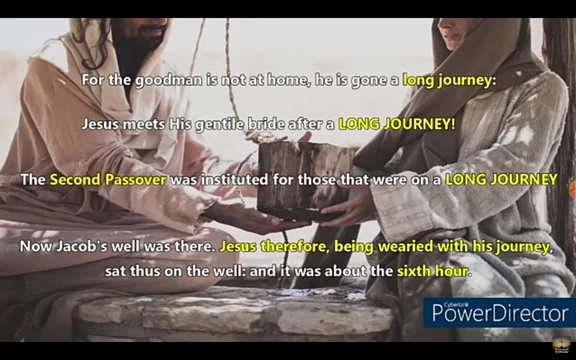 For the goodman is not at home, he is gone a long journey:
Jesus meets His gentile bride after a LONG JOURNEY!
The Second Passover was instituted for those that were on a LONG JOURNEY
Now Jacob's well was there. Jesus therefore, being wearied with his journey,
sat thus on the well: and it was about the sixth hour.
CyberLink
PowerDirector